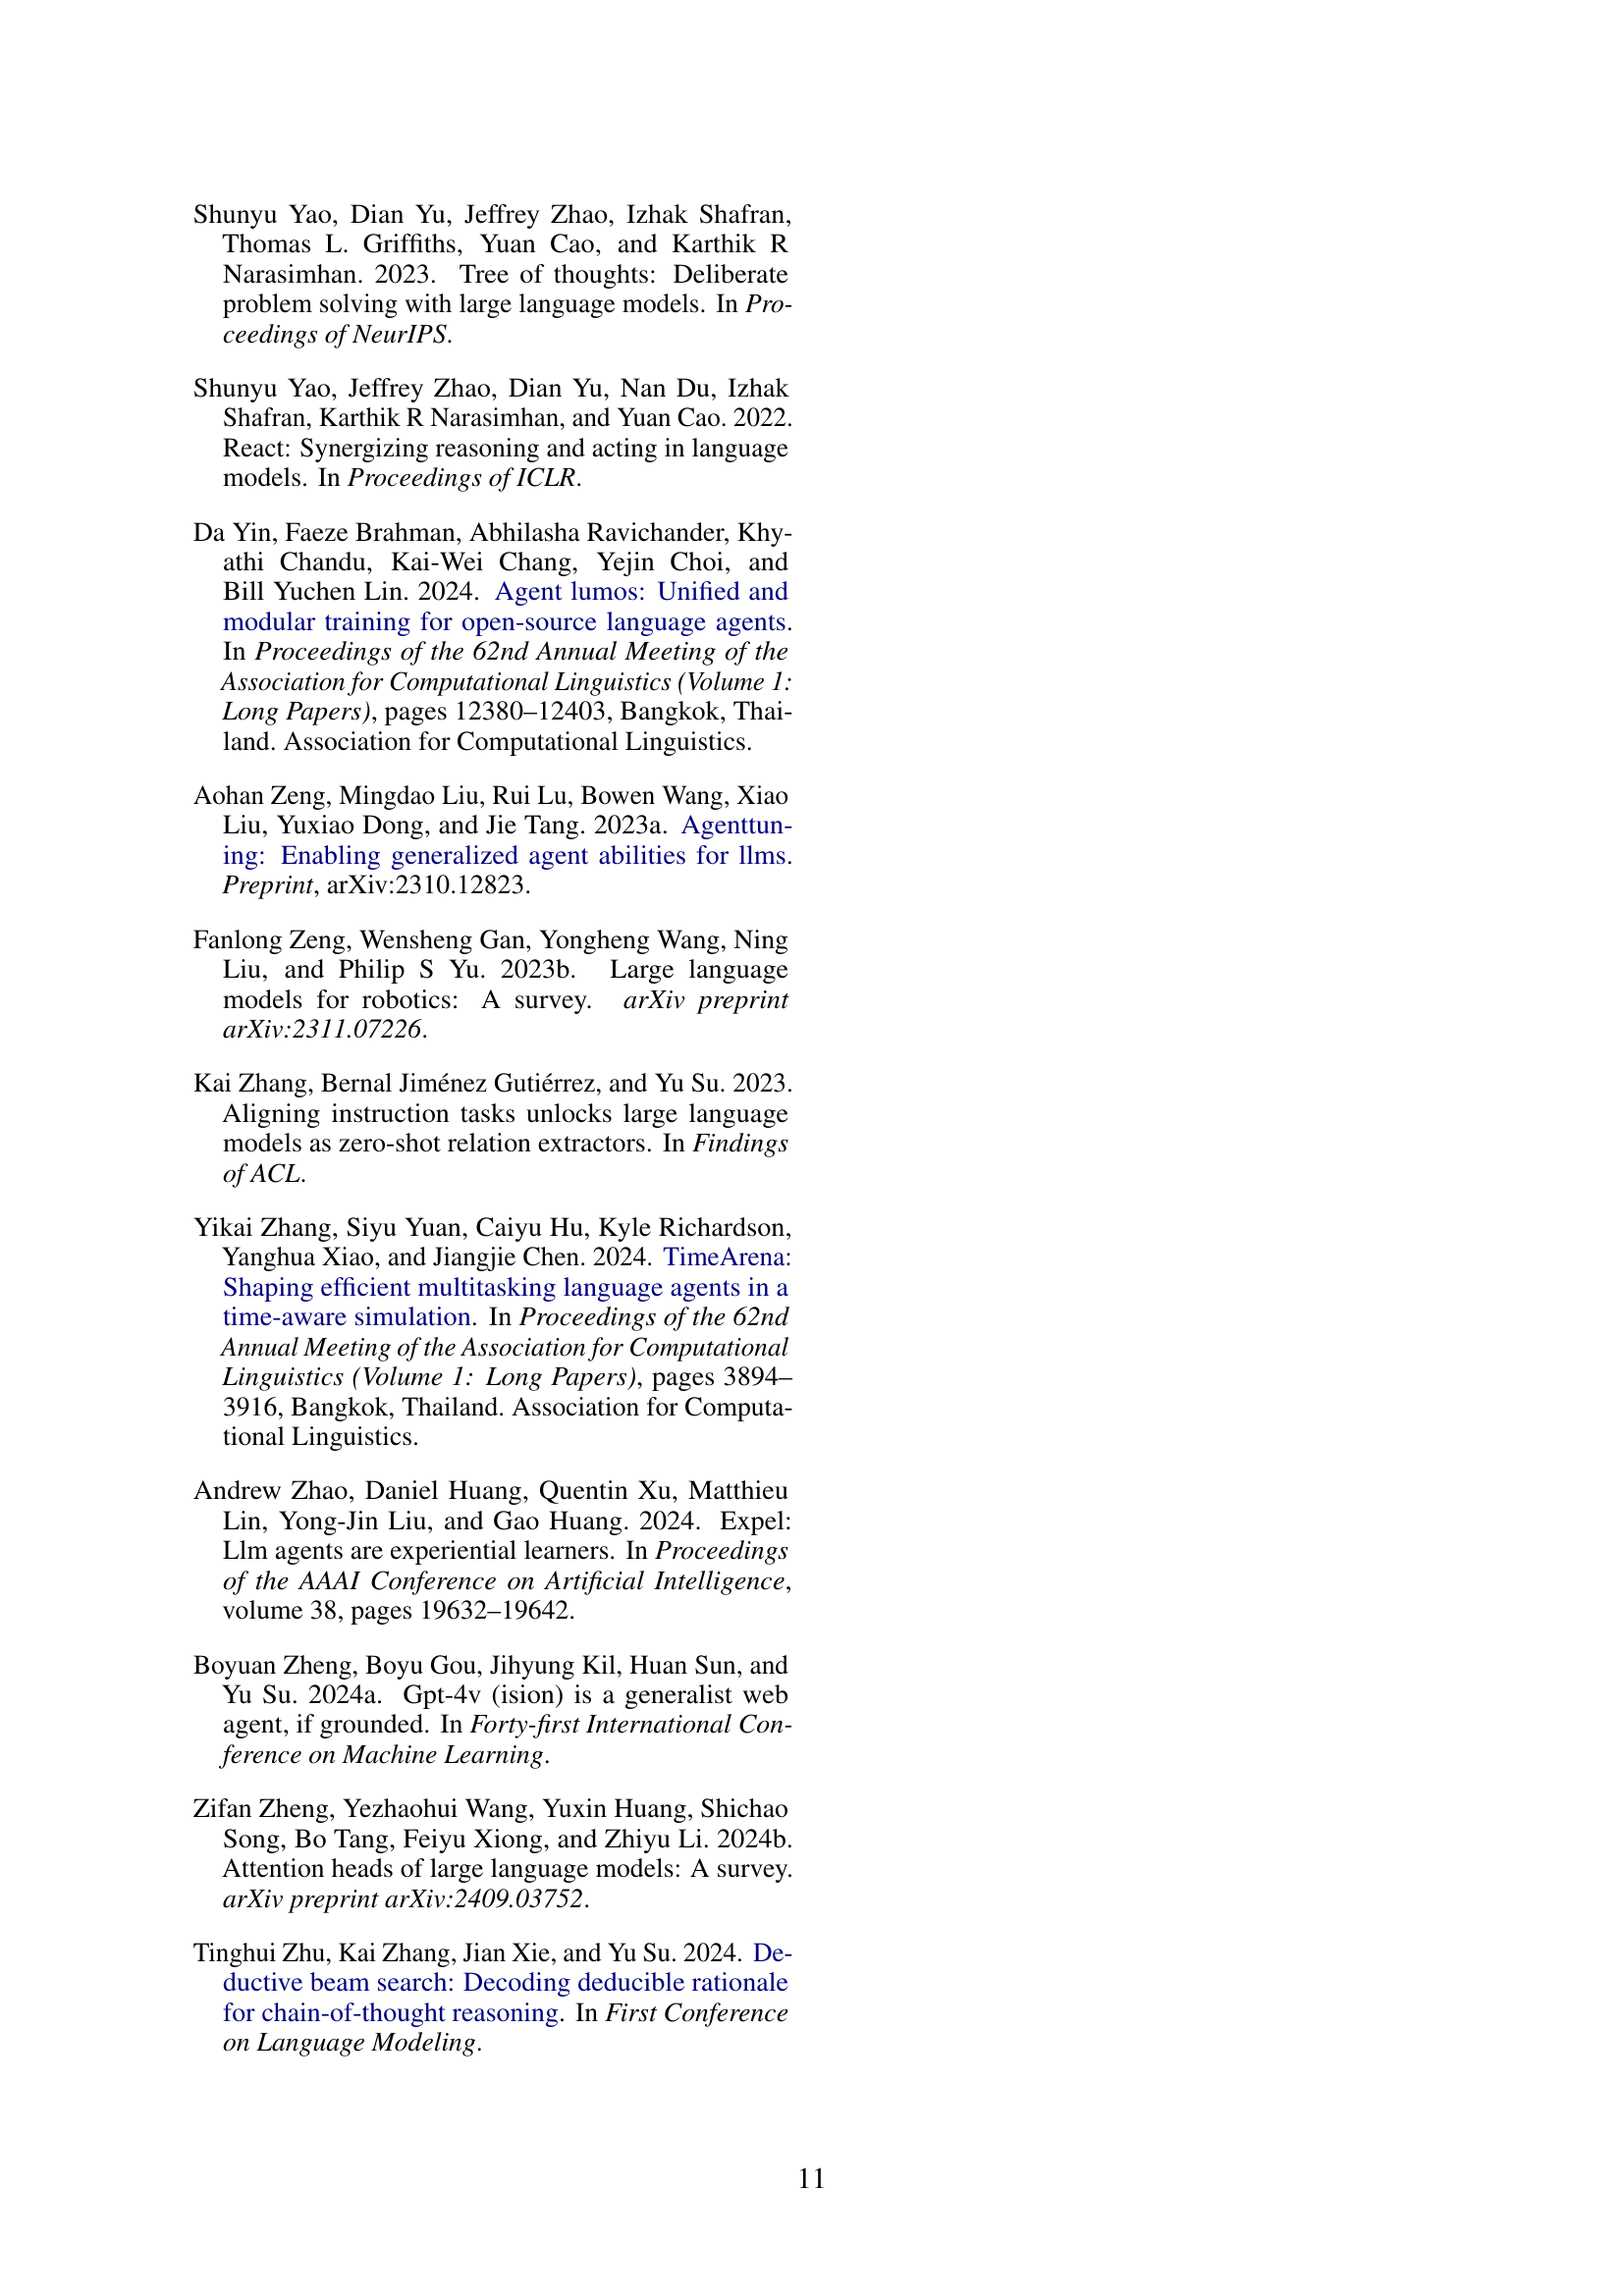 Shunyu Yao, Dian Yu, Jeffrey Zhao, Izhak Shafran,
Thomas L. Griffiths, Yuan Cao, and Karthik R
Narasimhan. 2023. Tree of thoughts: Deliberate
problem solving with large language models. In Pro-
ceedings of NeurIPS.
Shunyu Yao, Jeffrey Zhao, Dian Yu, Nan Du, Izhak
Shafran, Karthik R Narasimhan, and Yuan Cao. 2022.
React: Synergizing reasoning and acting in language
models. In Proceedings of ICLR.
Da Yin, Faeze Brahman, Abhilasha Ravichander, Khy-
athi Chandu, Kai-Wei Chang, Yejin Choi, and
Bill Yuchen Lin. 2024. Agent lumos: Unified and
modular training for open-source language agents.
In Proceedings of the 62nd Annual Meeting of the
Association for Computational Linguistics (Volume 1:
Long Papers), pages 12380–12403, Bangkok, Thai-
land. Association for Computational Linguistics.
Aohan Zeng, Mingdao Liu, Rui Lu, Bowen Wang, Xiao
Liu, Yuxiao Dong, and Jie Tang. 2023a. Agenttun-
ing: Enabling generalized agent abilities for llms.
Preprint, arXiv:2310.12823.
Fanlong Zeng, Wensheng Gan, Yongheng Wang, Ning
Liu, and Philip S Yu. 2023b. Large language
models for robotics: A survey. arXiv preprint
arXiv:2311.07226.
Kai Zhang, Bernal Jiménez Gutiérrez, and Yu Su. 2023.
Aligning instruction tasks unlocks large language
models as zero-shot relation extractors. In Findings
of ACL.
Yikai Zhang, Siyu Yuan, Caiyu Hu, Kyle Richardson,
Yanghua Xiao, and Jiangjie Chen. 2024. TimeArena:
Shaping efficient multitasking language agents in a
time-aware simulation. In Proceedings of the 62nd
Annual Meeting of the Association for Computational
Linguistics (Volume 1: Long Papers), pages 3894–
3916, Bangkok, Thailand. Association for Computa-
tional Linguistics.
Andrew Zhao, Daniel Huang, Quentin Xu, Matthieu
Lin, Yong-Jin Liu, and Gao Huang. 2024. Expel:
Llm agents are experiential learners. In Proceedings
of the AAAI Conference on Artificial Intelligence,
volume 38, pages 19632–19642.
Boyuan Zheng, Boyu Gou, Jihyung Kil, Huan Sun, and
Yu Su. 2024a. Gpt-4v (ision) is a generalist web
agent, if grounded. In Forty-first International Con-
ference on Machine Learning.
Zifan Zheng, Yezhaohui Wang, Yuxin Huang, Shichao
Song, Bo Tang, Feiyu Xiong, and Zhiyu Li. 2024b.
Attention heads of large language models: A survey.
arXiv preprint arXiv:2409.03752.
Tinghui Zhu, Kai Zhang, Jian Xie, and Yu Su. 2024. De-
ductive beam search: Decoding deducible rationale
for chain-of-thought reasoning. In First Conference
on Language Modeling.
11